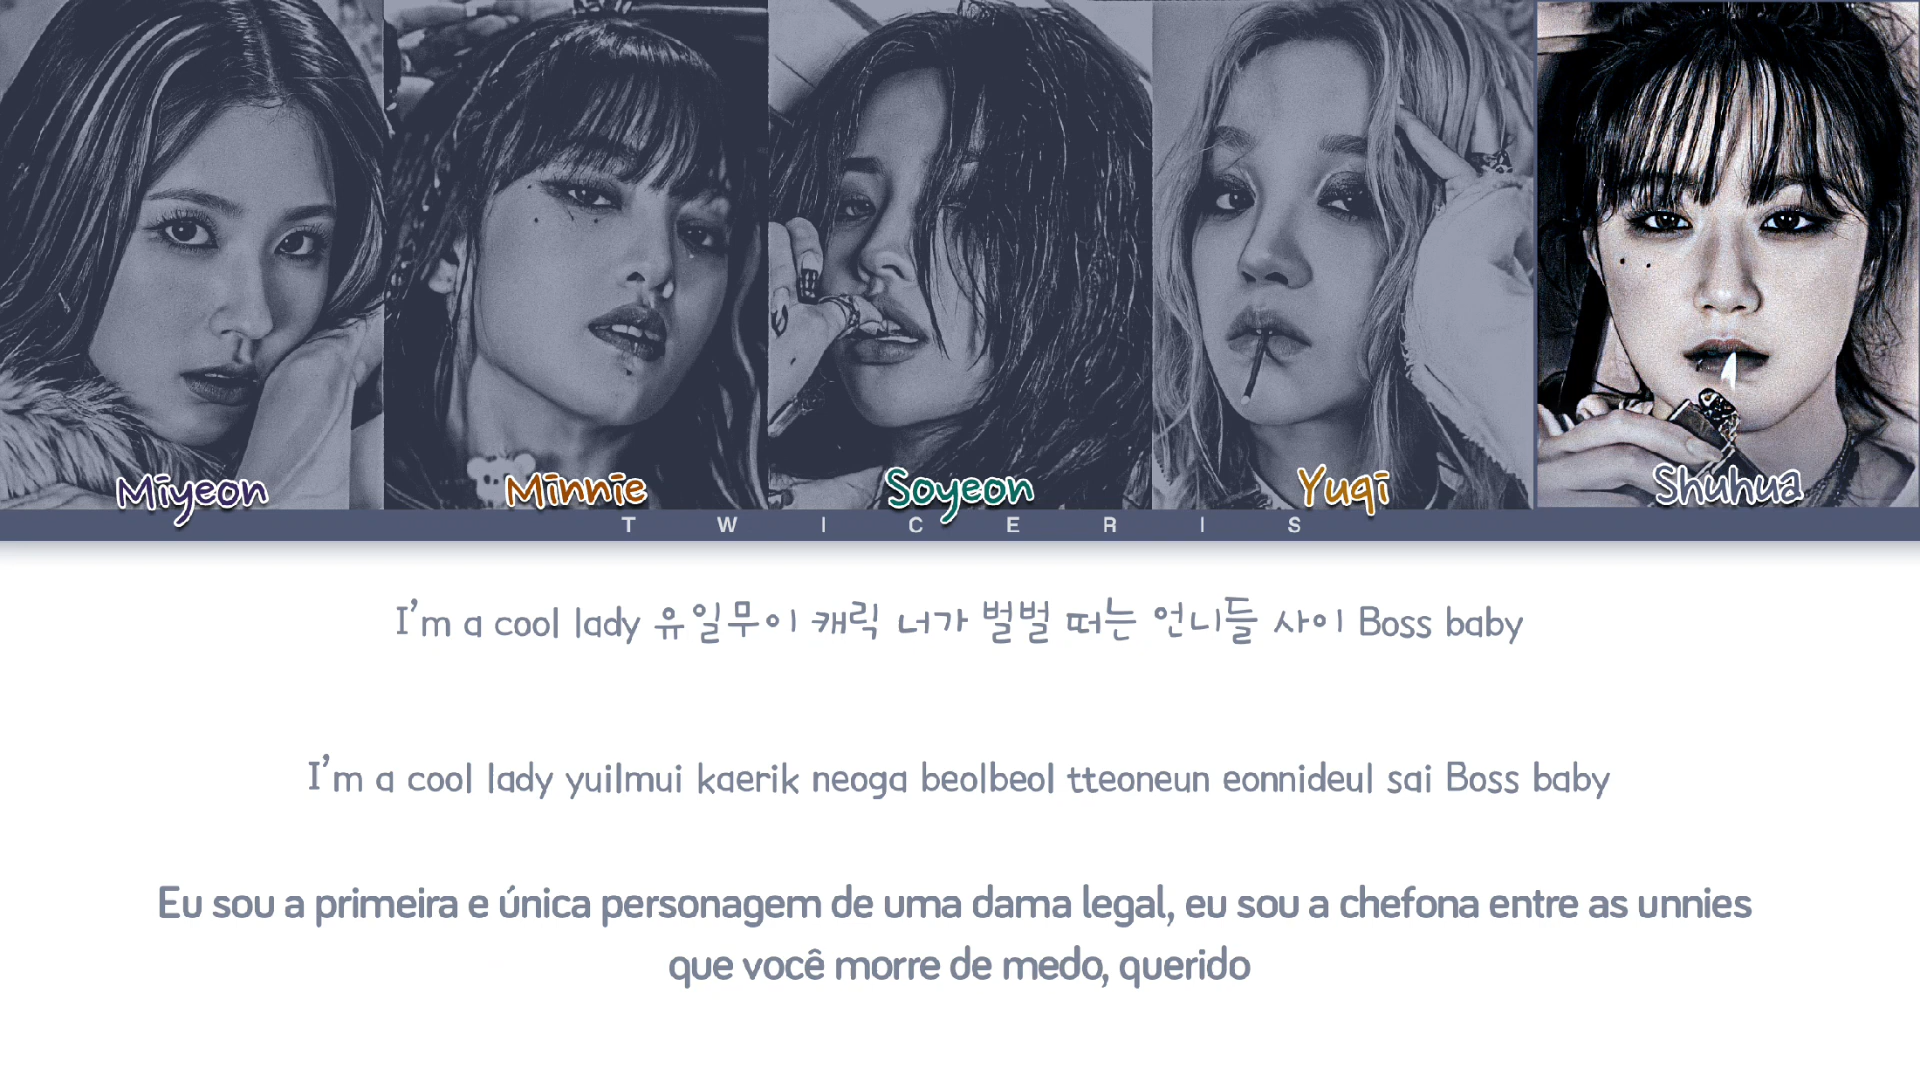 Miyeon Minnie Soyeon Yuqi Shuhua
T W I C E R I S
I'm a cool lady 유일무이 캐릭 너가 벌벌 떠는 언니들 사이 Boss baby
I'm a cool lady yuilmui kaerik neoga beolbeol tteoneun eonnideul sai Boss baby
Eu sou a primeira e única personagem de uma dama legal, eu sou a chefona entre as unnies
que você morre de medo, querido